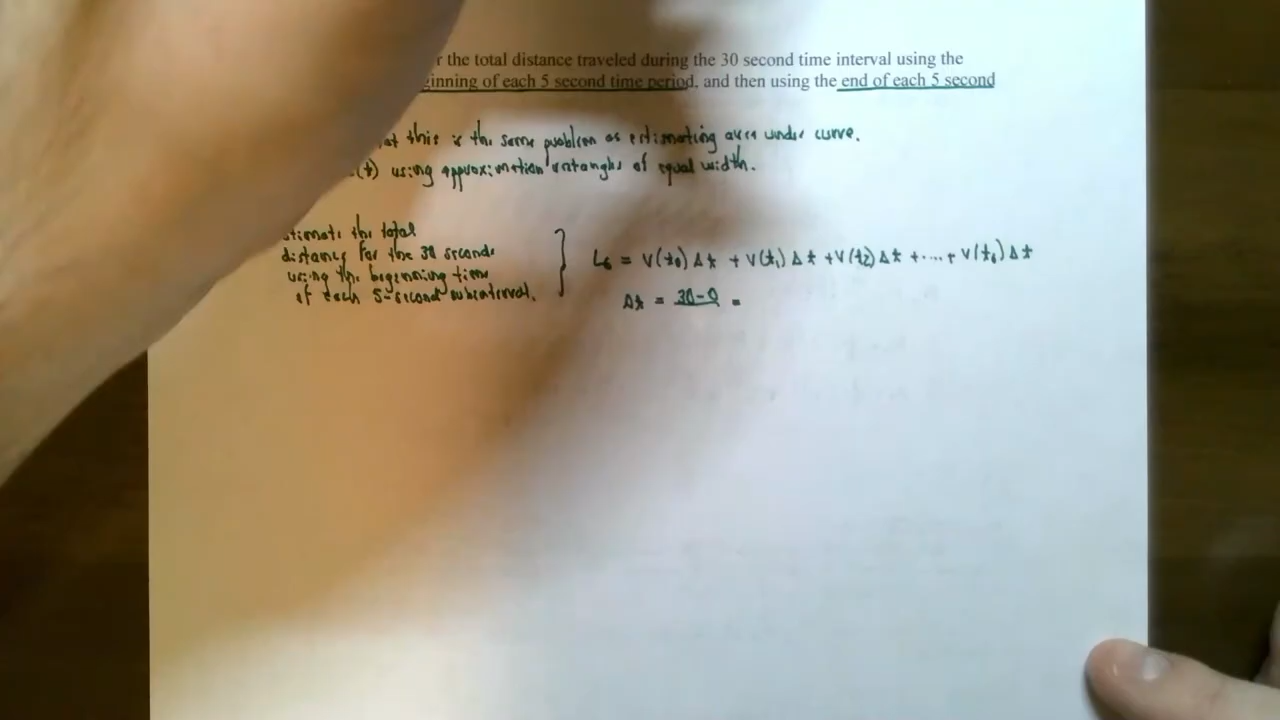 r the total distance traveled during the 30 second time interval using the
ginning of each 5 second time period, and then using the end of each 5 second
at this is the same problem as estimating area under curve.
(t) using approximation rectangles of equal width.
stimate the total
distance for the 30 seconds
using the beginning time
of each 5-second subinterval.
L₆ = V(t₀) Δt + V(t₁) Δt + V(t₂) Δt + .... + V(t₆) Δt
Δt = 30-0 =